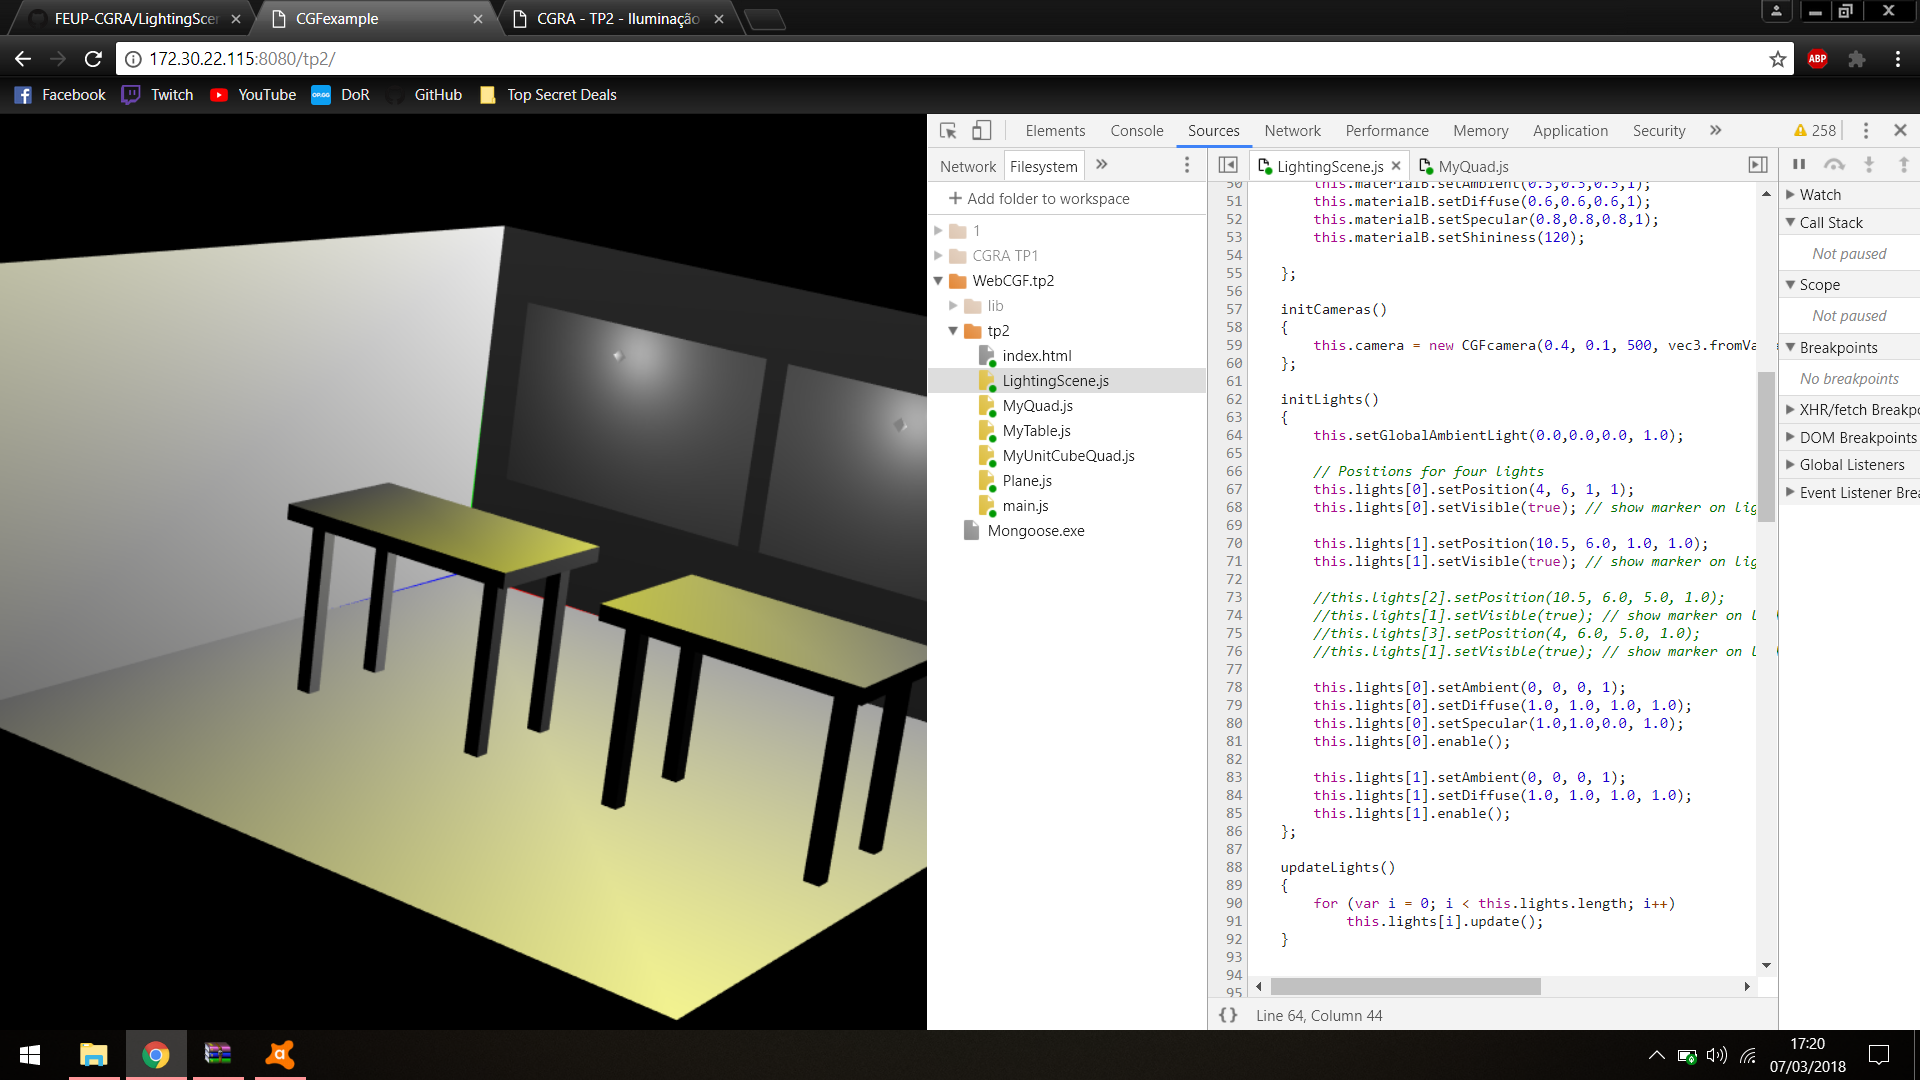 FEUP-CGRA/LightingScen
CGFexample
CGRA - TP2 - Iluminação
172.30.22.115:8080/tp2/
ABP
Facebook
Twitch
YouTube
DoR
GitHub
Top Secret Deals
Elements
Console
Sources
Network
Performance
Memory
Application
Security
258
Network
Filesystem
LightingScene.js
MyQuad.js
+ Add folder to workspace
1
CGRA TP1
WebCGF.tp2
lib
tp2
index.html
LightingScene.js
MyQuad.js
MyTable.js
MyUnitCubeQuad.js
Plane.js
main.js
Mongoose.exe
50 this.materialB.setAmbient(0.3,0.3,0.3,1);
51 this.materialB.setDiffuse(0.6,0.6,0.6,1);
52 this.materialB.setSpecular(0.8,0.8,0.8,1);
53 this.materialB.setShininess(120);
54
55 };
56
57 initCameras()
58 {
59 this.camera = new CGFcamera(0.4, 0.1, 500, vec3.fromVa
60 };
61
62 initLights()
63 {
64 this.setGlobalAmbientLight(0.0,0.0,0.0, 1.0);
65
66 // Positions for four lights
67 this.lights[0].setPosition(4, 6, 1, 1);
68 this.lights[0].setVisible(true); // show marker on lig
69
70 this.lights[1].setPosition(10.5, 6.0, 1.0, 1.0);
71 this.lights[1].setVisible(true); // show marker on lig
72
73 //this.lights[2].setPosition(10.5, 6.0, 5.0, 1.0);
74 //this.lights[1].setVisible(true); // show marker on l
75 //this.lights[3].setPosition(4, 6.0, 5.0, 1.0);
76 //this.lights[1].setVisible(true); // show marker on l
77
78 this.lights[0].setAmbient(0, 0, 0, 1);
79 this.lights[0].setDiffuse(1.0, 1.0, 1.0, 1.0);
80 this.lights[0].setSpecular(1.0,1.0,0.0, 1.0);
81 this.lights[0].enable();
82
83 this.lights[1].setAmbient(0, 0, 0, 1);
84 this.lights[1].setDiffuse(1.0, 1.0, 1.0, 1.0);
85 this.lights[1].enable();
86 };
87
88 updateLights()
89 {
90 for (var i = 0; i < this.lights.length; i++)
91 this.lights[i].update();
92 }
93
94
95
{} Line 64, Column 44
Watch
Call Stack
Not paused
Scope
Not paused
Breakpoints
No breakpoints
XHR/fetch Breakpo
DOM Breakpoints
Global Listeners
Event Listener Brea
17:20
07/03/2018